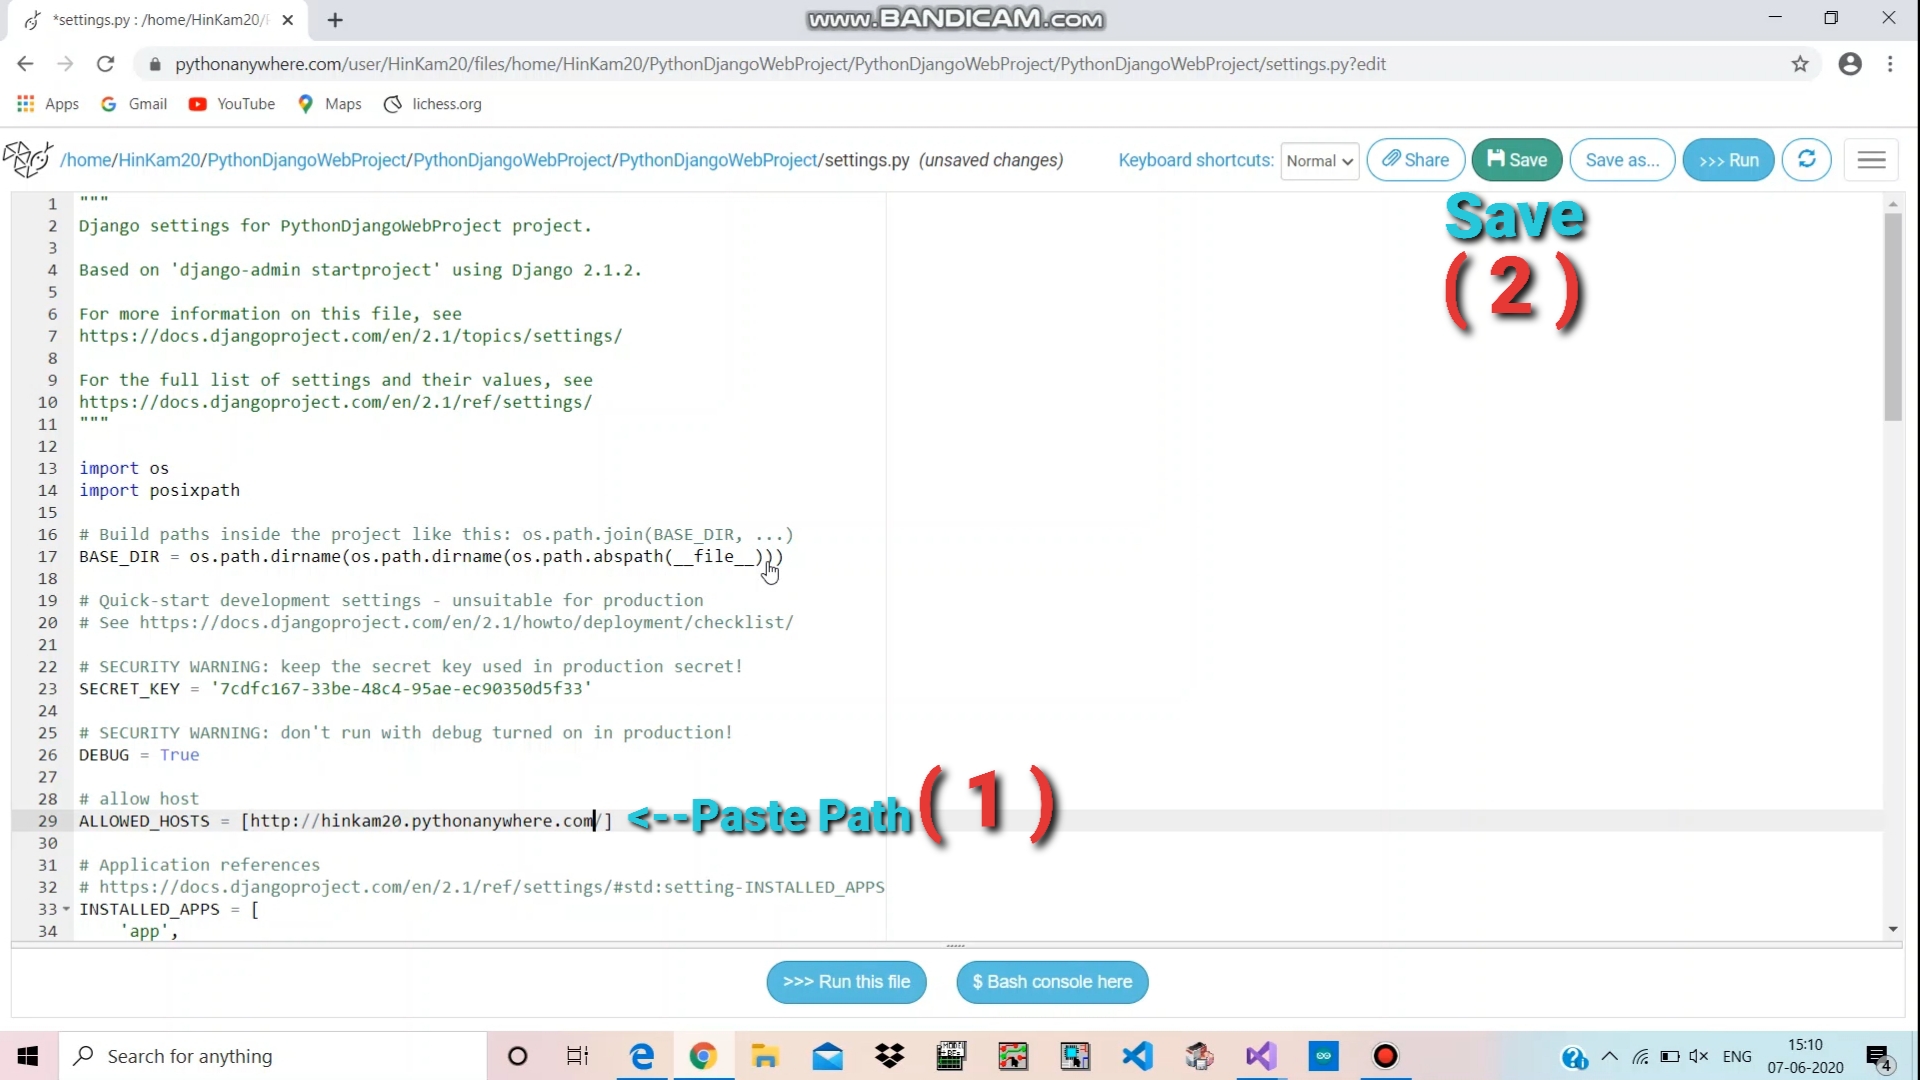 *settings.py : /home/HinKam20/
www.BANDICAM.com
pythonanywhere.com/user/HinKam20/files/home/HinKam20/PythonDjangoWebProject/PythonDjangoWebProject/PythonDjangoWebProject/settings.py?edit
Apps Gmail YouTube Maps lichess.org
/home/HinKam20/PythonDjangoWebProject/PythonDjangoWebProject/PythonDjangoWebProject/settings.py (unsaved changes) Keyboard shortcuts: Normal Share Save Save as... >>> Run
Save
( 2 )
1 """
2 Django settings for PythonDjangoWebProject project.
3
4 Based on 'django-admin startproject' using Django 2.1.2.
5
6 For more information on this file, see
7 https://docs.djangoproject.com/en/2.1/topics/settings/
8
9 For the full list of settings and their values, see
10 https://docs.djangoproject.com/en/2.1/ref/settings/
11 """
12
13 import os
14 import posixpath
15
16 # Build paths inside the project like this: os.path.join(BASE_DIR, ...)
17 BASE_DIR = os.path.dirname(os.path.dirname(os.path.abspath(__file__)))
18
19 # Quick-start development settings - unsuitable for production
20 # See https://docs.djangoproject.com/en/2.1/howto/deployment/checklist/
21
22 # SECURITY WARNING: keep the secret key used in production secret!
23 SECRET_KEY = '7cdfc167-33be-48c4-95ae-ec90350d5f33'
24
25 # SECURITY WARNING: don't run with debug turned on in production!
26 DEBUG = True
27
28 # allow host
29 ALLOWED_HOSTS = [http://hinkam20.pythonanywhere.com/] <--Paste Path ( 1 )
30
31 # Application references
32 # https://docs.djangoproject.com/en/2.1/ref/settings/#std:setting-INSTALLED_APPS
33 INSTALLED_APPS = [
34 'app',
>>> Run this file $ Bash console here
Search for anything
ENG 15:10
07-06-2020
4